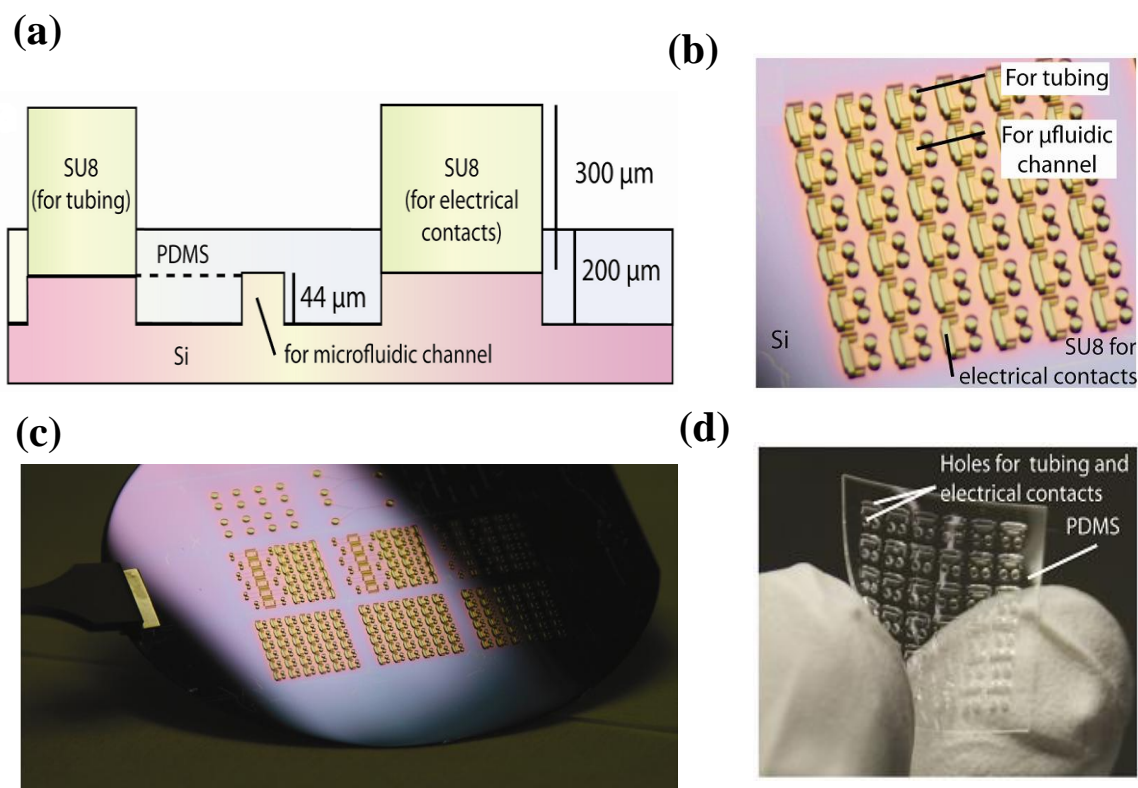 (a)
SU8
(for tubing)
SU8
(for electrical
contacts)
300 µm
PDMS
200 µm
44 µm
Si
for microfluidic channel
(b)
For tubing
For µfluidic
channel
Si
SU8 for
electrical contacts
(c)
(d)
Holes for tubing and
electrical contacts
PDMS